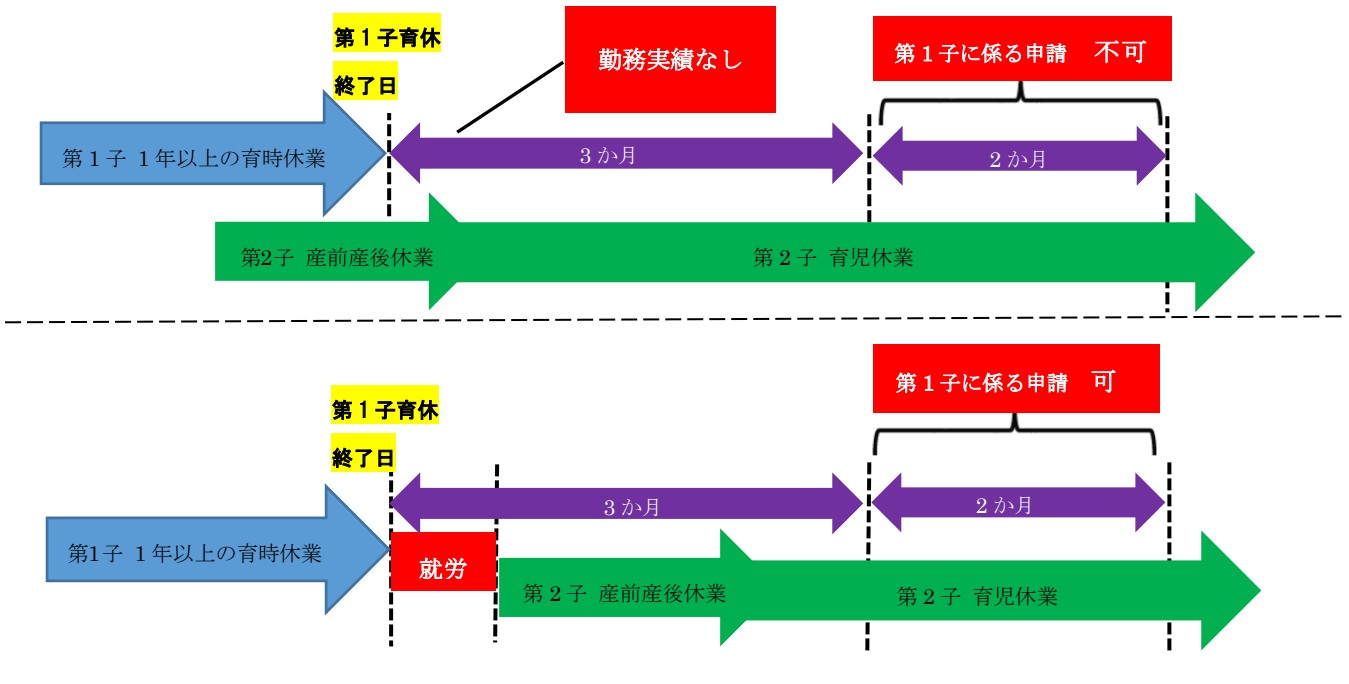 第１子育休
終了日
勤務実績なし
第１子に係る申請　不可
第１子 １年以上の育時休業
３か月
２か月
第2子 産前産後休業
第２子 育児休業
第１子に係る申請　可
第１子育休
終了日
３か月
２か月
第1子 １年以上の育時休業
就労
第２子 産前産後休業
第２子 育児休業